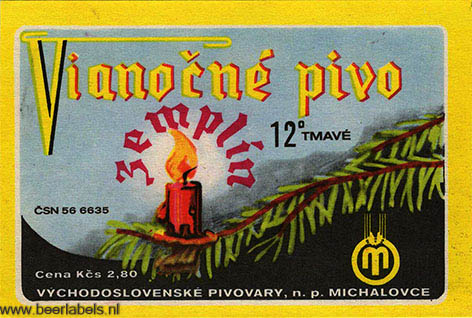 Vianočné pivo
Zemplín
12° TMAVÉ
ČSN 56 6635
m
Cena Kčs 2,80
VÝCHODOSLOVENSKÉ PIVOVARY, n. p. MICHALOVCE
www.beerlabels.nl